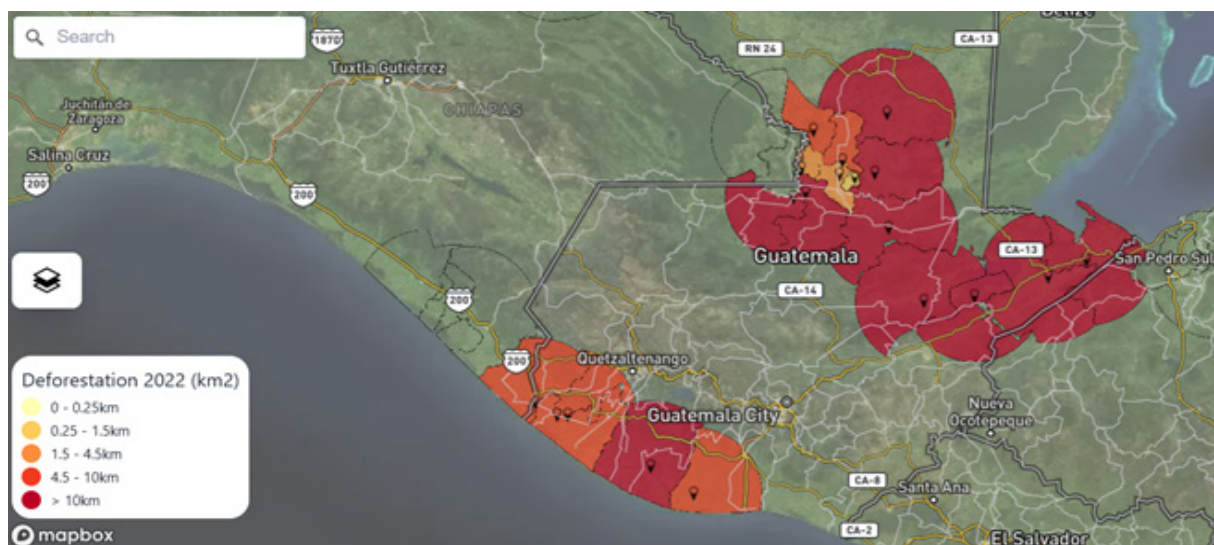 Search
1870
RN 24
CA-13
Belize
Tuxtla Gutiérrez
CHIAPAS
Juchitán de
Zaragoza
Salina Cruz
200
200
Guatemala
CA-13
San Pedro Sul
CA-14
200
200
Quetzaltenango
Guatemala City
Nueva
Ocotepeque
Deforestation 2022 (km2)
0 - 0.25km
0.25 - 1.5km
1.5 - 4.5km
4.5 - 10km
> 10km
CA-8
Santa Ana
CA-2
El Salvador
mapbox